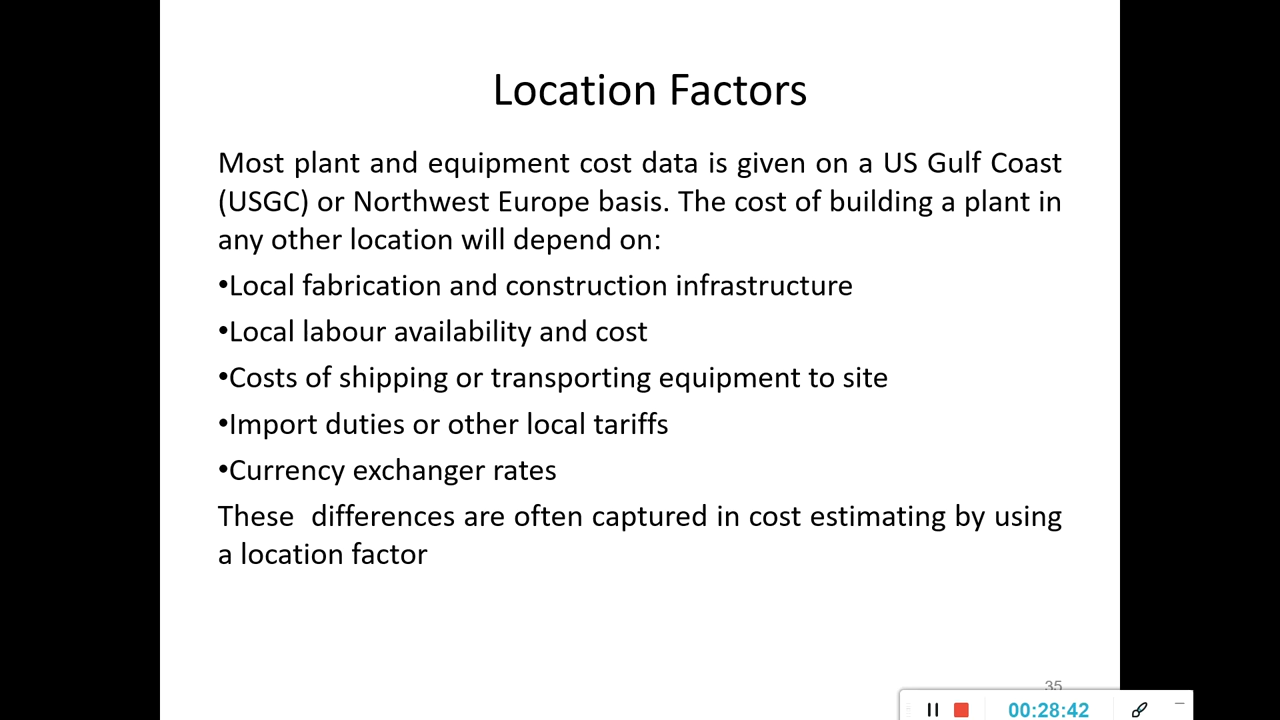 Location Factors
Most plant and equipment cost data is given on a US Gulf Coast
(USGC) or Northwest Europe basis. The cost of building a plant in
any other location will depend on:
•Local fabrication and construction infrastructure
•Local labour availability and cost
•Costs of shipping or transporting equipment to site
•Import duties or other local tariffs
•Currency exchanger rates
These  differences are often captured in cost estimating by using
a location factor
35
00:28:42